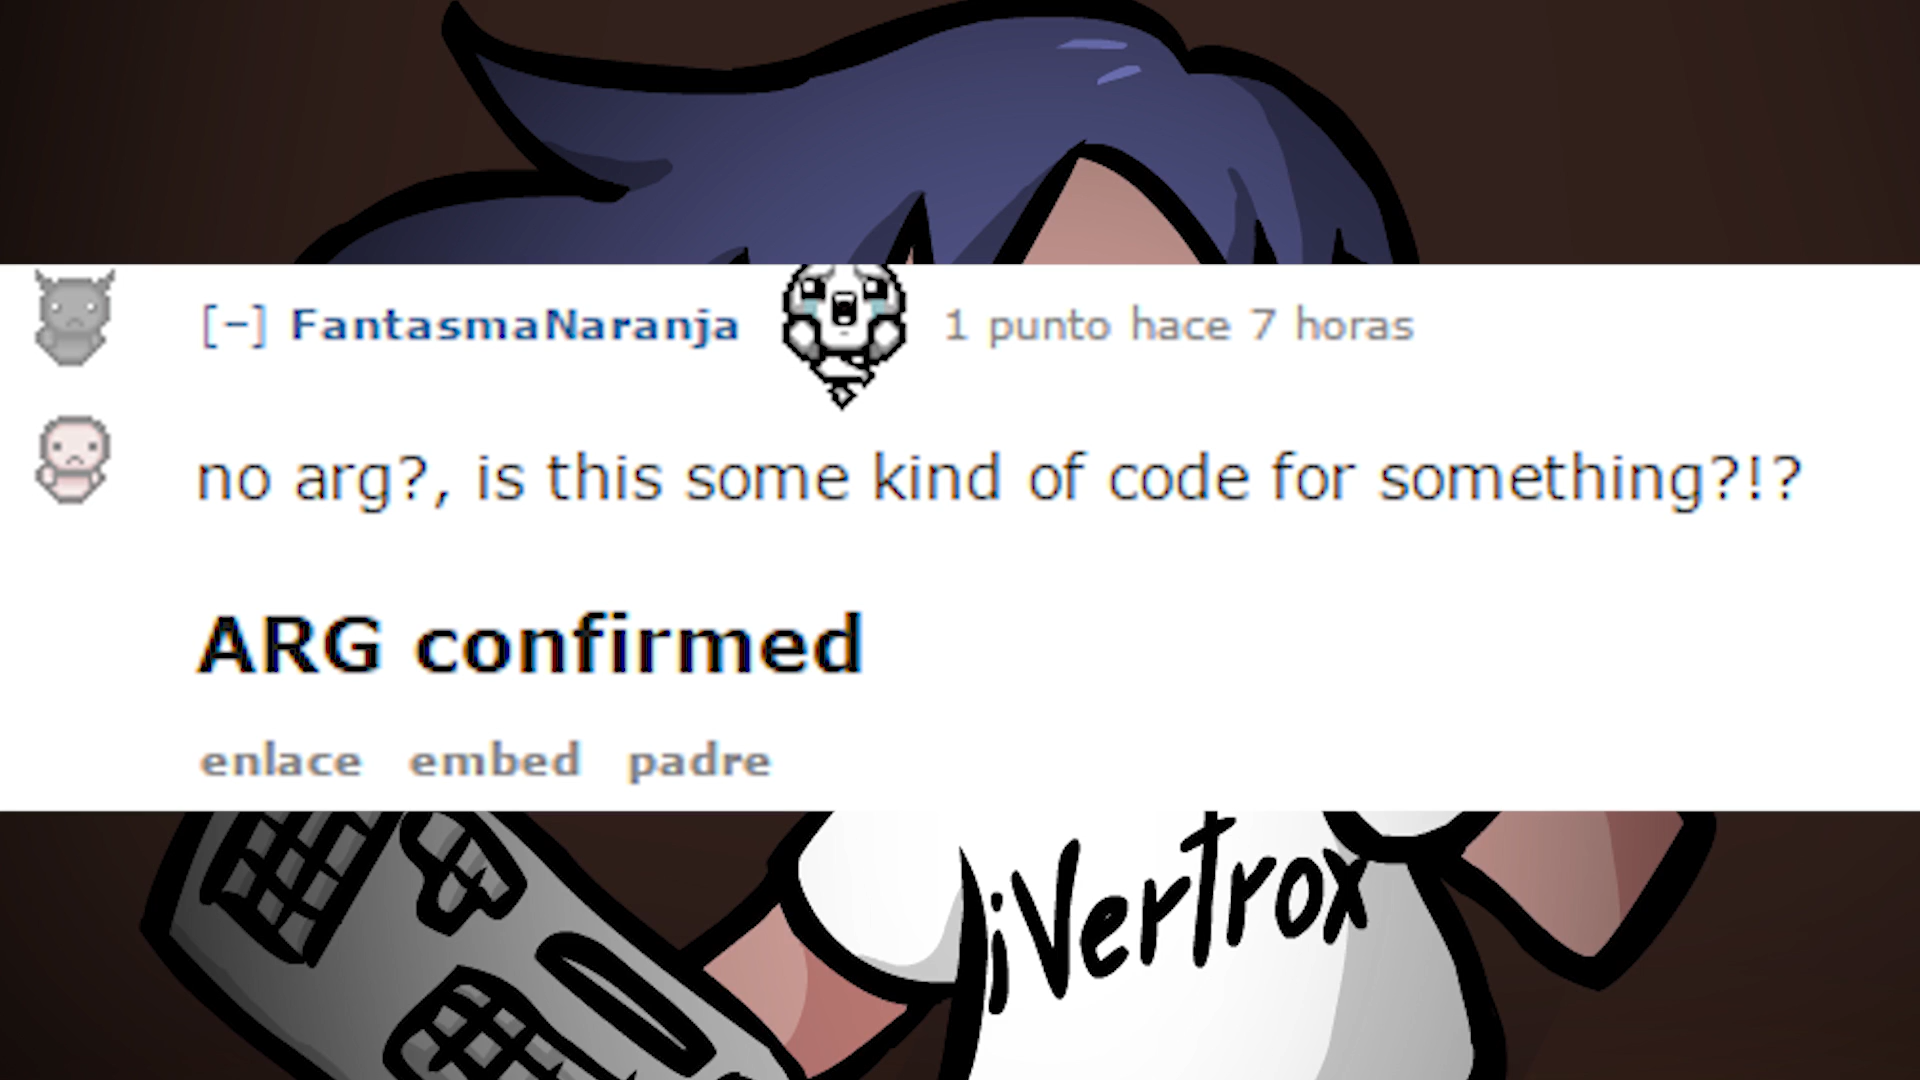 [-] FantasmaNaranja 1 punto hace 7 horas
no arg?, is this some kind of code for something?!?
ARG confirmed
enlace embed padre
iVertrox